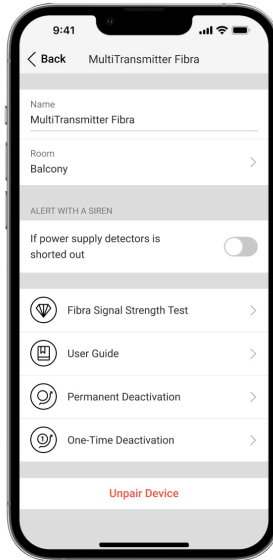 9:41
Back MultiTransmitter Fibra
Name
MultiTransmitter Fibra
Room
Balcony
ALERT WITH A SIREN
If power supply detectors is
shorted out
Fibra Signal Strength Test
User Guide
Permanent Deactivation
One-Time Deactivation
Unpair Device